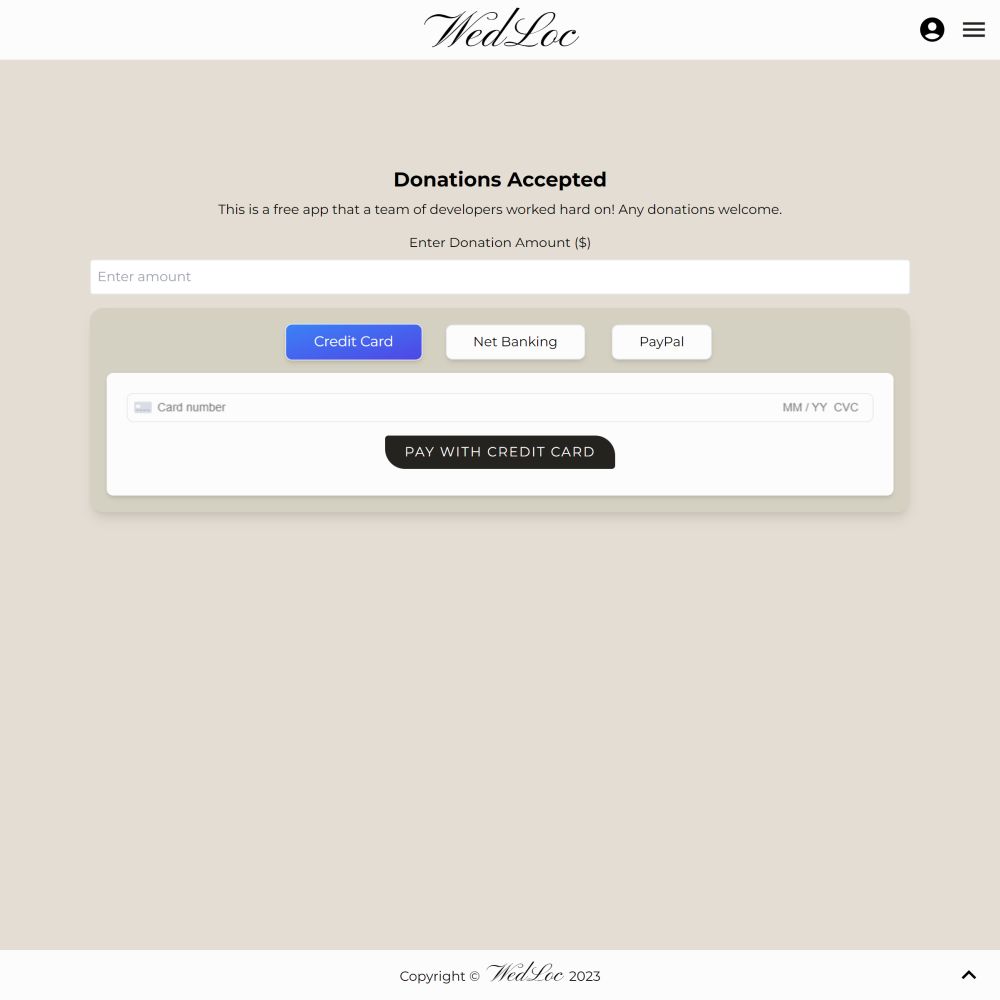 WedLoc
Donations Accepted
This is a free app that a team of developers worked hard on! Any donations welcome.
Enter Donation Amount ($)
Enter amount
Credit Card Net Banking PayPal
Card number MM / YY CVC
PAY WITH CREDIT CARD
Copyright © WedLoc 2023